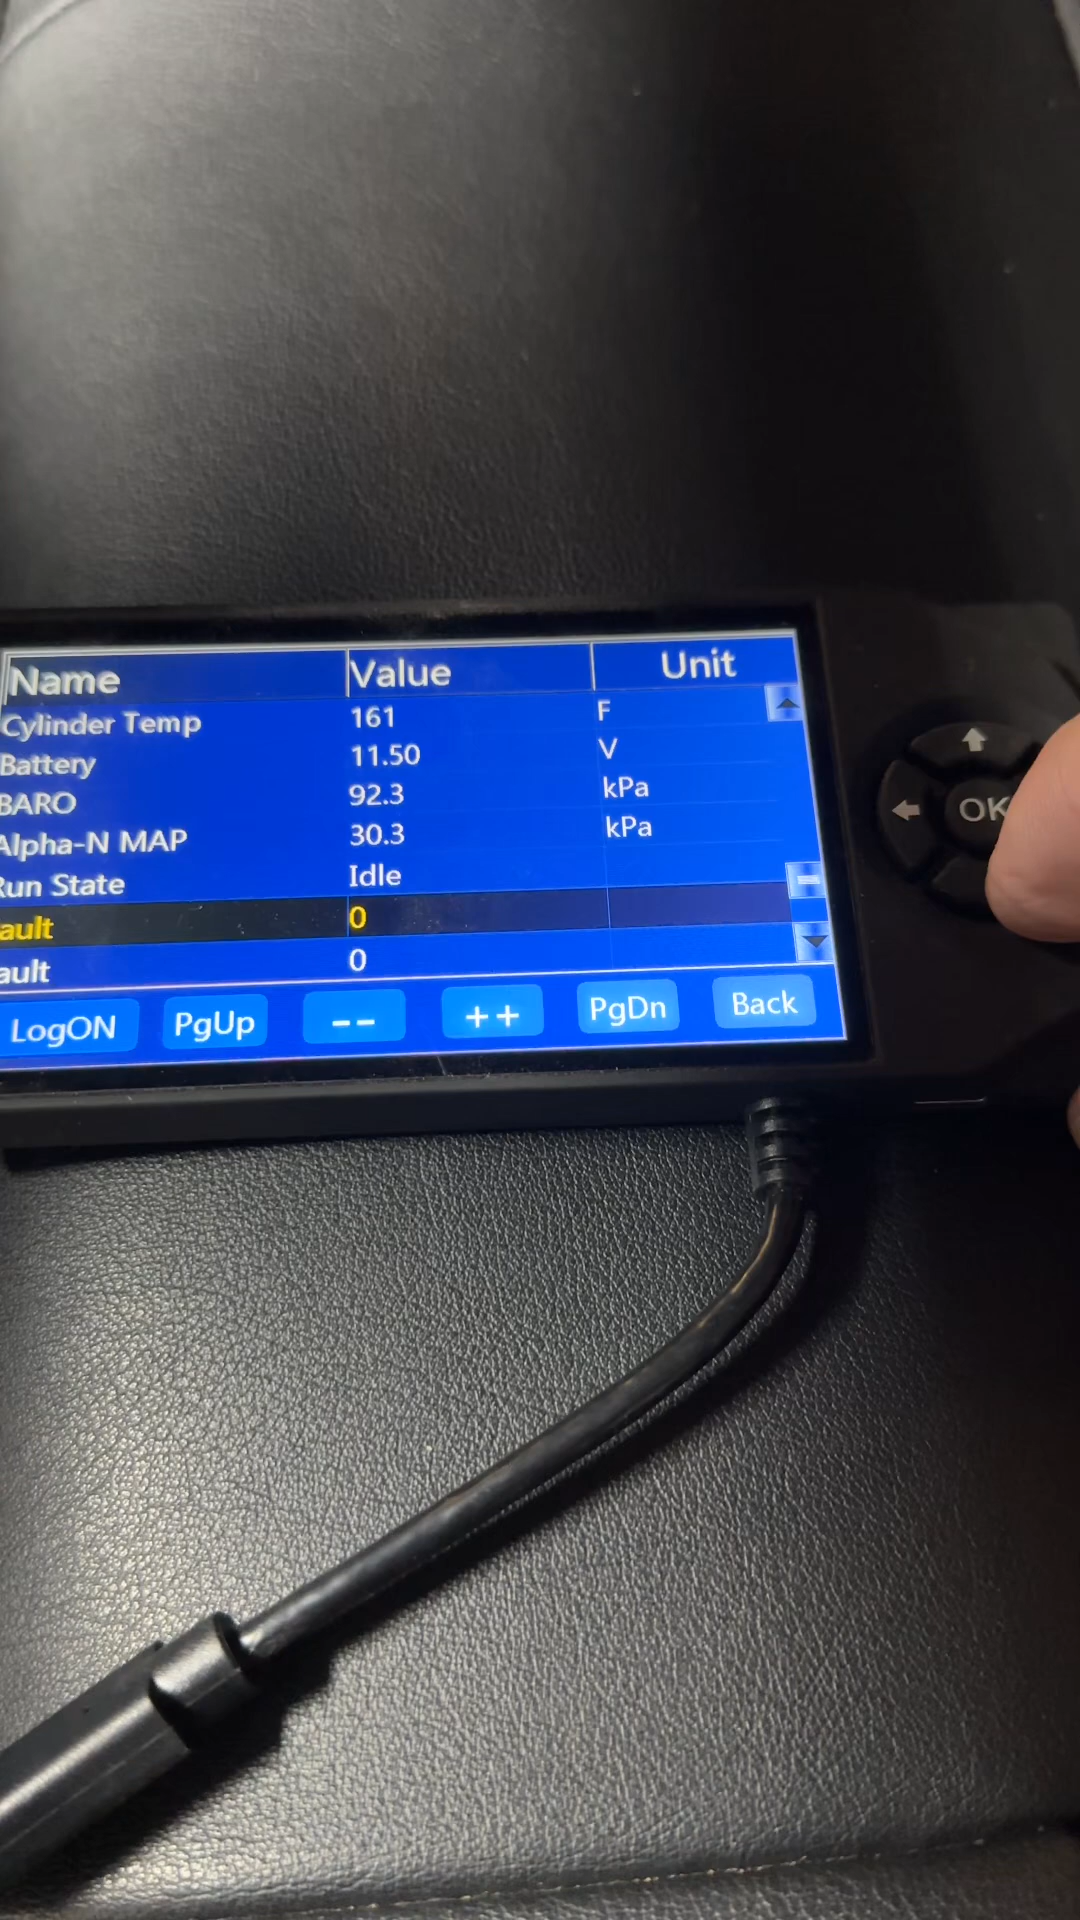 Name Value Unit
Cylinder Temp 161 F
Battery 11.50 V
BARO 92.3 kPa
Alpha-N MAP 30.3 kPa
Run State Idle
ault 0
ault 0
LogON PgUp -- ++ PgDn Back
OK